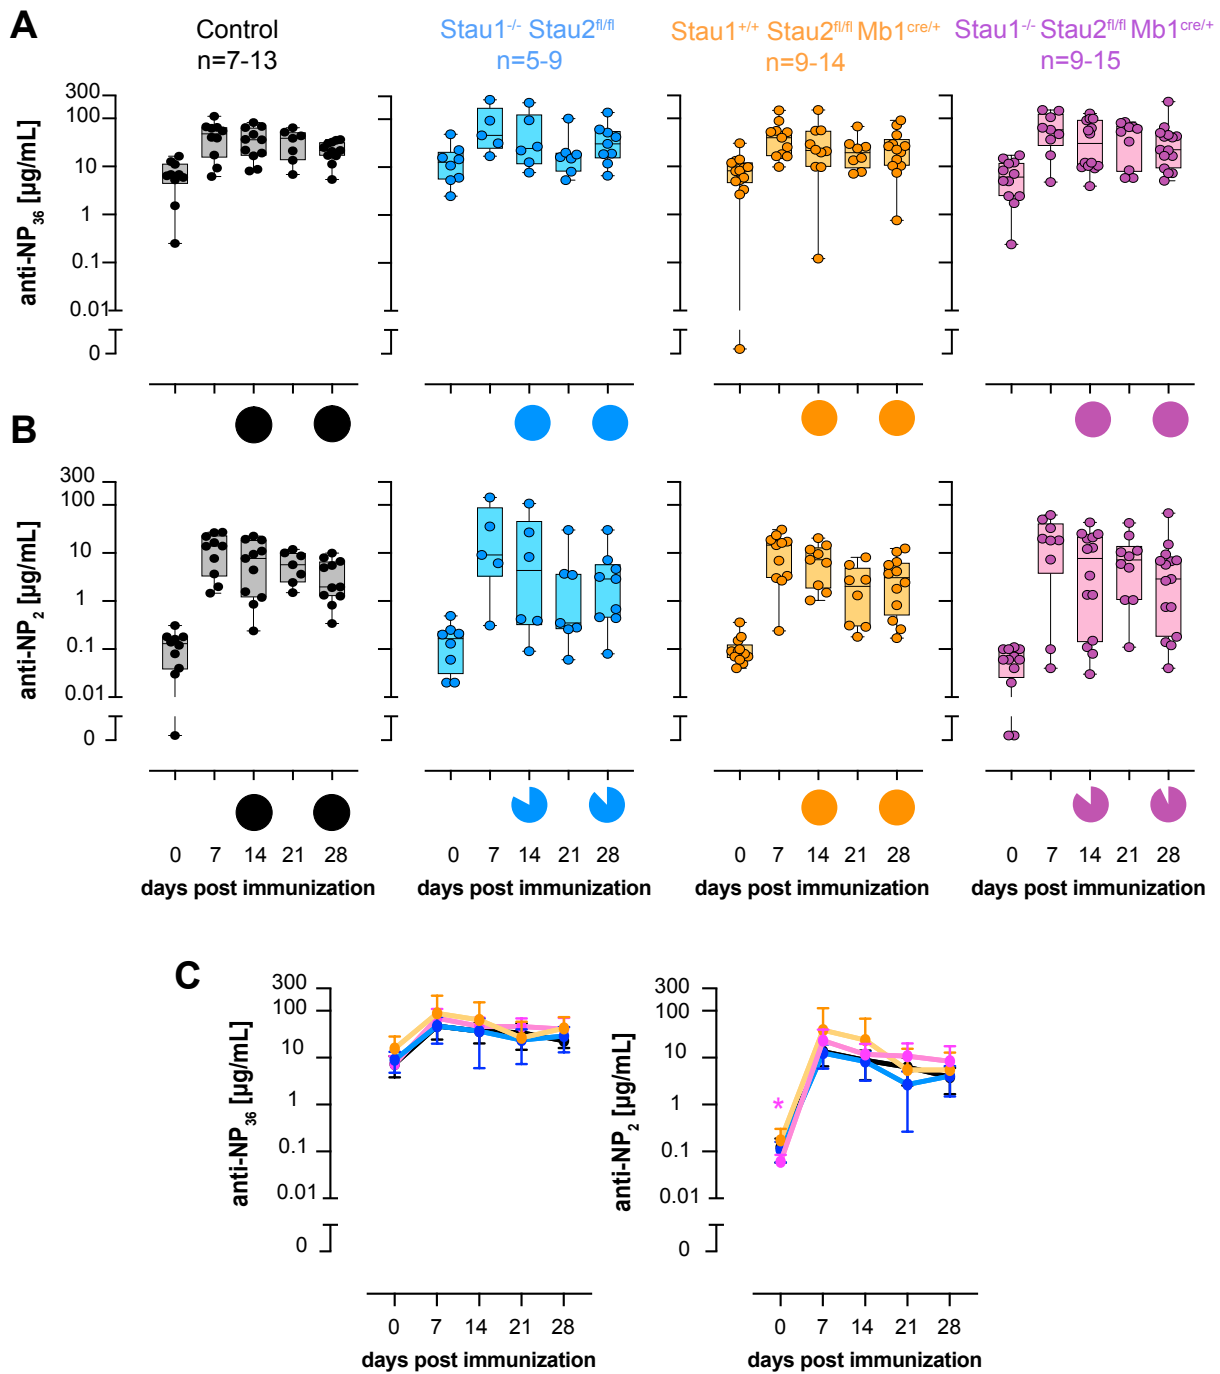 A
Control
n=7-13
Stau1-/- Stau2fl/fl
n=5-9
Stau1+/+ Stau2fl/fl Mb1cre/+
n=9-14
Stau1-/- Stau2fl/fl Mb1cre/+
n=9-15
anti-NP36 [µg/mL]
300
100
10
1
0.1
0.01
0
B
anti-NP2 [µg/mL]
300
100
10
1
0.1
0.01
0
0 7 14 21 28
0 7 14 21 28
0 7 14 21 28
0 7 14 21 28
days post immunization
days post immunization
days post immunization
days post immunization
C
anti-NP36 [µg/mL]
300
100
10
1
0.1
0.01
0
0 7 14 21 28
days post immunization
anti-NP2 [µg/mL]
300
100
10
1
0.1
0.01
0
*
0 7 14 21 28
days post immunization